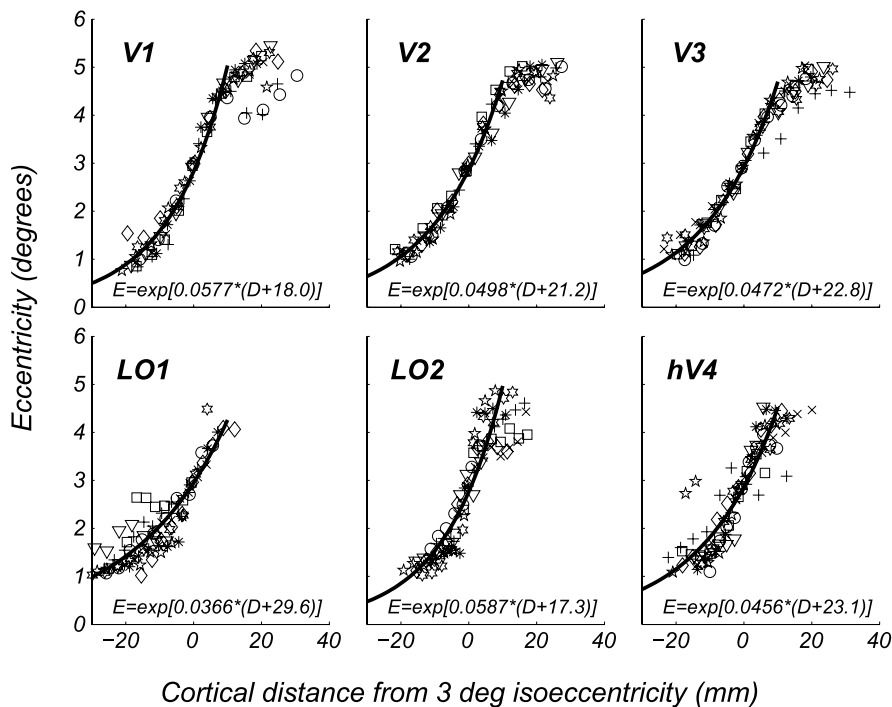 6
5
4
3
2
1
0
V1
E=exp[0.0577*(D+18.0)]
V2
E=exp[0.0498*(D+21.2)]
V3
E=exp[0.0472*(D+22.8)]
Eccentricity (degrees)
6
5
4
3
2
1
0
LO1
E=exp[0.0366*(D+29.6)]
LO2
E=exp[0.0587*(D+17.3)]
hV4
E=exp[0.0456*(D+23.1)]
−20 0 20 40
−20 0 20 40
−20 0 20 40
Cortical distance from 3 deg isoeccentricity (mm)